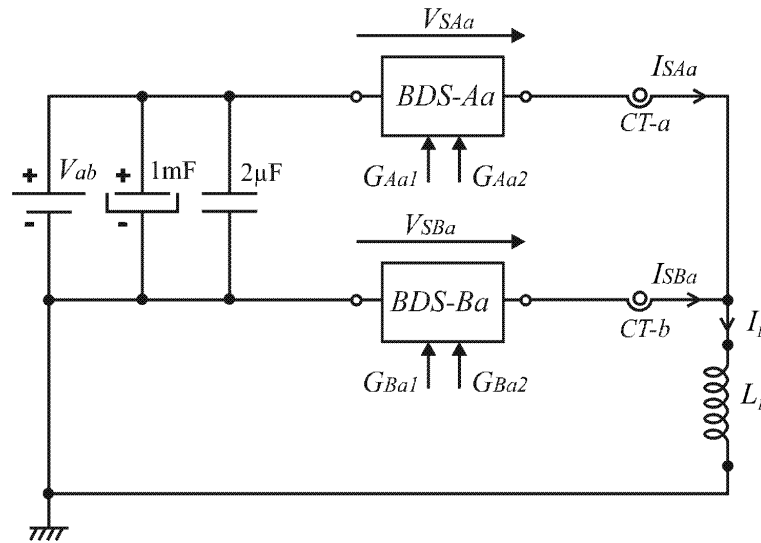 VSAa
BDS-Aa
ISAa
CT-a
GAa1 GAa2
+ Vab
-
+ 1mF
-
2µF
VSBa
BDS-Ba
ISBa
CT-b
GBa1 GBa2